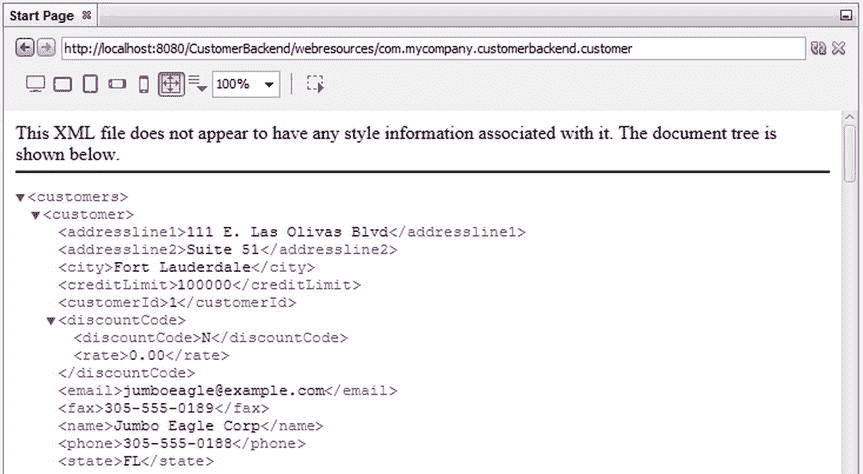 Start Page
http://localhost:8080/CustomerBackend/webresources/com.mycompany.customerbackend.customer
100%
This XML file does not appear to have any style information associated with it. The document tree is
shown below.
<customers>
<customer>
<addressline1>111 E. Las Olivas Blvd</addressline1>
<addressline2>Suite 51</addressline2>
<city>Fort Lauderdale</city>
<creditLimit>100000</creditLimit>
<customerId>1</customerId>
<discountCode>
<discountCode>N</discountCode>
<rate>0.00</rate>
</discountCode>
<email>jumboeagle@example.com</email>
<fax>305-555-0189</fax>
<name>Jumbo Eagle Corp</name>
<phone>305-555-0188</phone>
<state>FL</state>